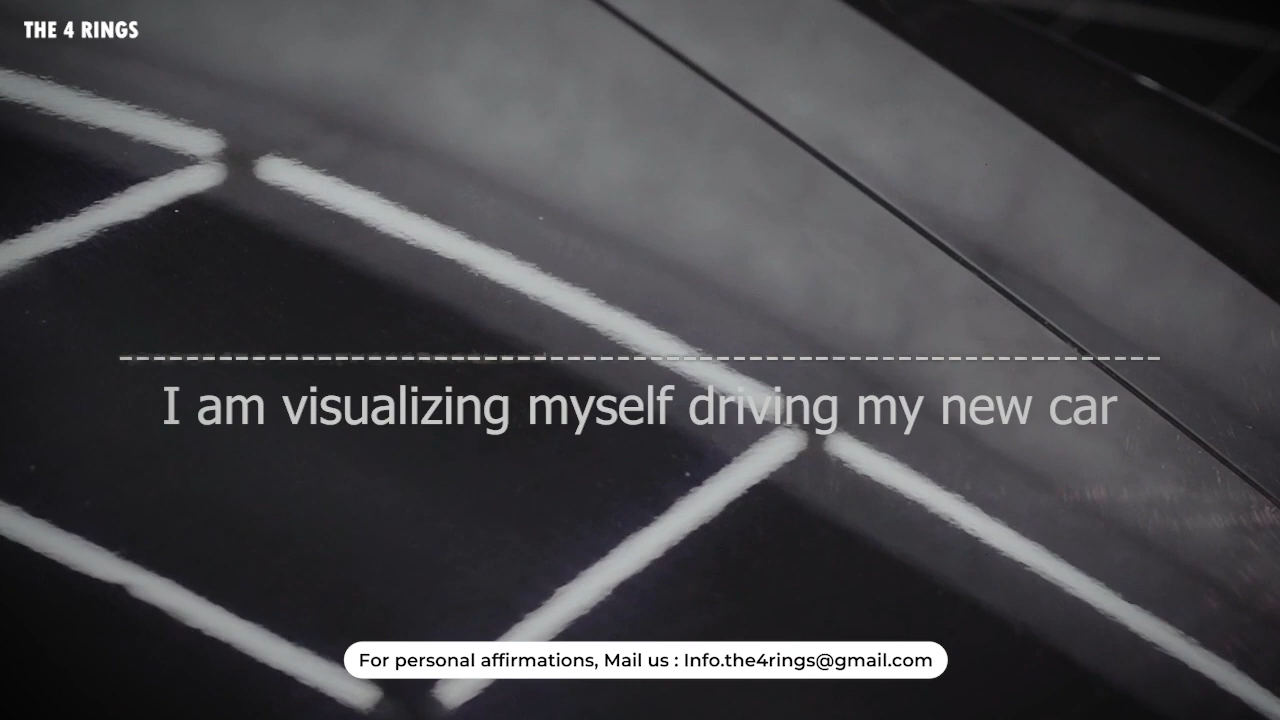 THE 4 RINGS
I am visualizing myself driving my new car
For personal affirmations, Mail us : Info.the4rings@gmail.com